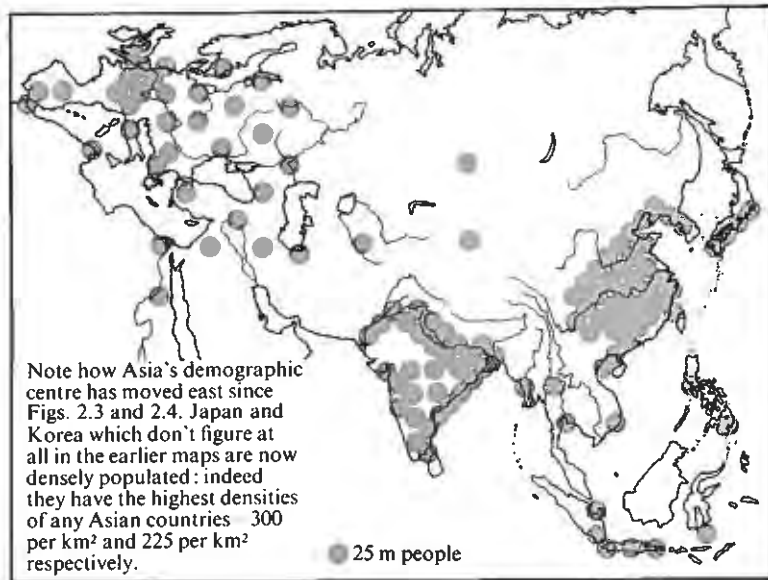 Note how Asia's demographic
centre has moved east since
Figs. 2.3 and 2.4. Japan and
Korea which don't figure at
all in the earlier maps are now
densely populated: indeed
they have the highest densities
of any Asian countries 300
per km² and 225 per km²
respectively.
25 m people